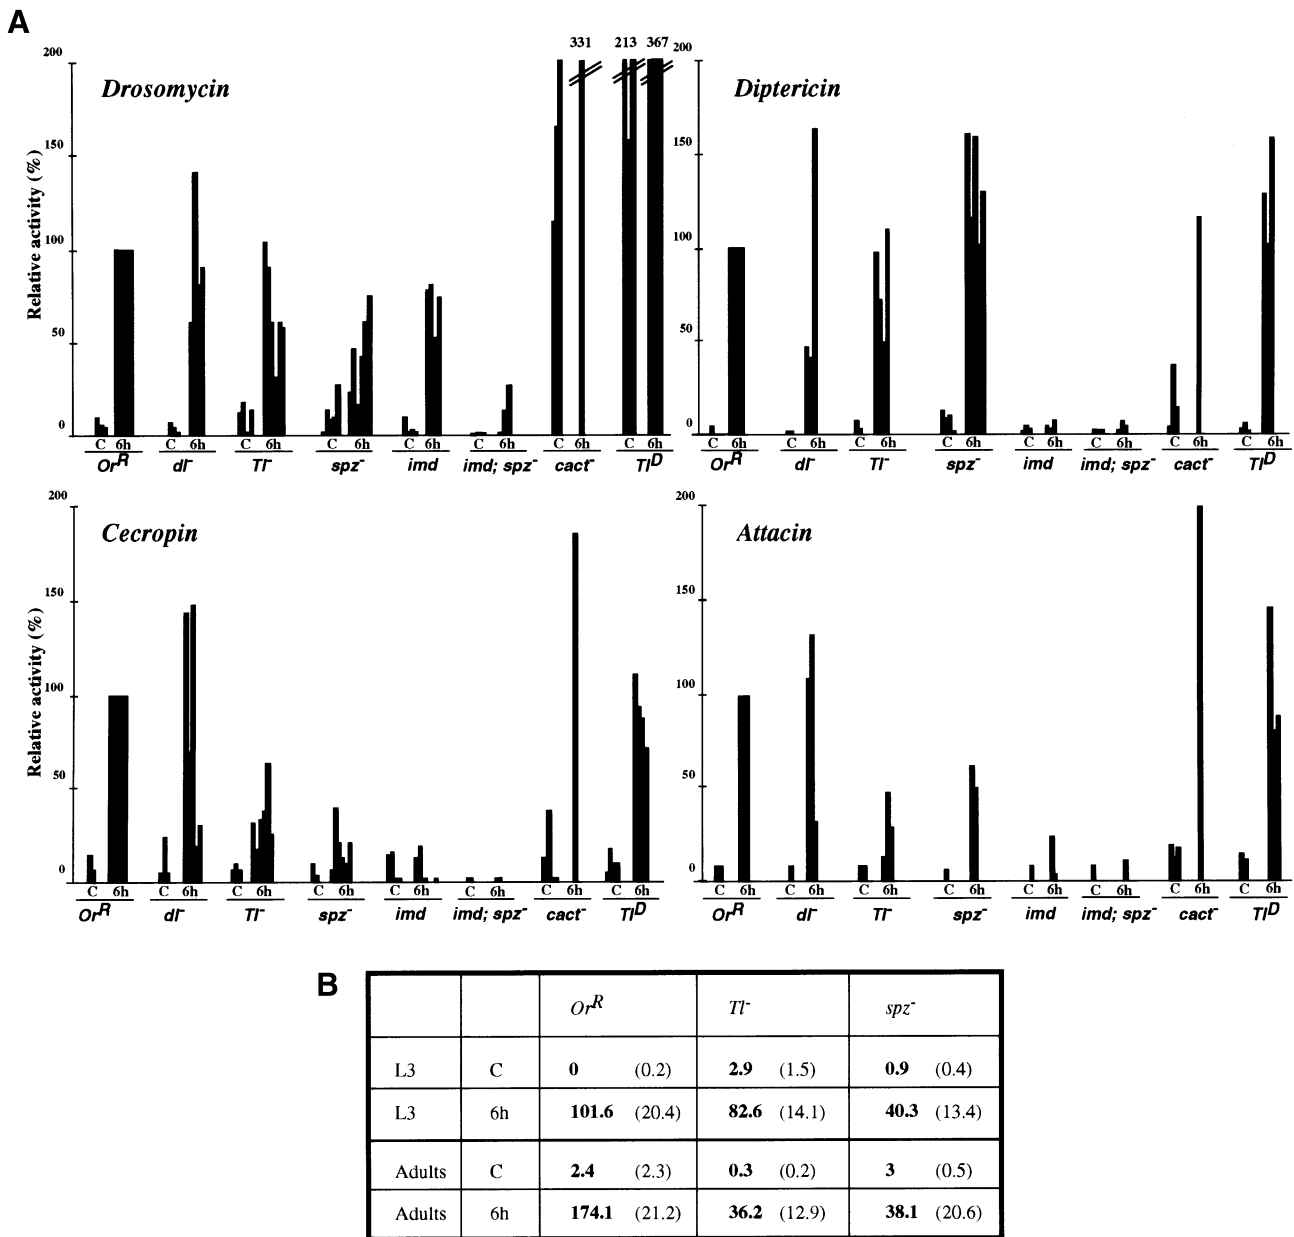 A
331 213 367
200 200
Drosomycin Diptericin
150 150
100 100
50 50
0 0
Relative activity (%)
C 6h C 6h C 6h C 6h C 6h C 6h C 6h C 6h
OrR dl- Tl- spz- imd imd; spz- cact- TlD
C 6h C 6h C 6h C 6h C 6h C 6h C 6h C 6h
OrR dl- Tl- spz- imd imd; spz- cact- TlD
200 200
Cecropin Attacin
150 150
100 100
50 50
0 0
Relative activity (%)
C 6h C 6h C 6h C 6h C 6h C 6h C 6h C 6h
OrR dl- Tl- spz- imd imd; spz- cact- TlD
C 6h C 6h C 6h C 6h C 6h C 6h C 6h C 6h
OrR dl- Tl- spz- imd imd; spz- cact- TlD
B
OrR Tl- spz-
L3 C 0 (0.2) 2.9 (1.5) 0.9 (0.4)
L3 6h 101.6 (20.4) 82.6 (14.1) 40.3 (13.4)
Adults C 2.4 (2.3) 0.3 (0.2) 3 (0.5)
Adults 6h 174.1 (21.2) 36.2 (12.9) 38.1 (20.6)